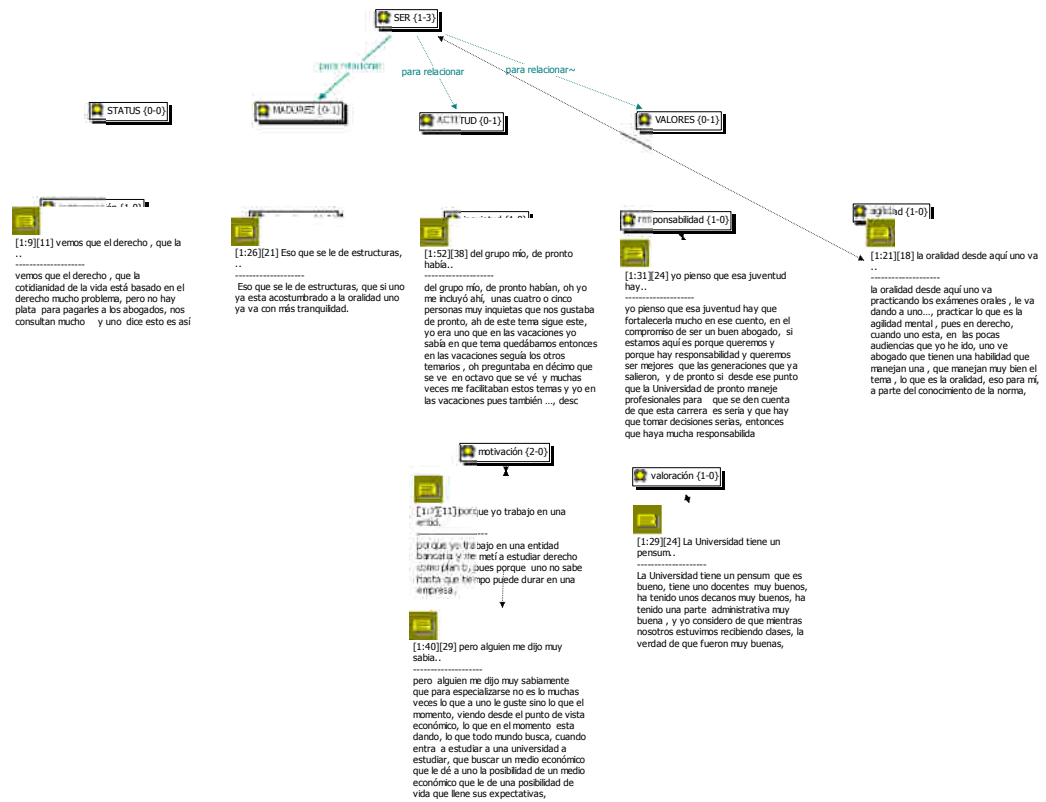 SER {1-3}
para relacionar
para relacionar
para relacionar~
STATUS {0-0}
MADUREZ {0-1}
ACTITUD {0-1}
VALORES {0-1}
[1:9][11] vemos que el derecho , que la
..
--------------------
vemos que el derecho , que la
cotidianidad de la vida está basado en el
derecho mucho problema, pero no hay
plata para pagarles a los abogados, nos
consultan mucho y uno dice esto es así
[1:26][21] Eso que se le de estructuras,
..
--------------------
Eso que se le de estructuras, que si uno
ya esta acostumbrado a la oralidad uno
ya va con más tranquilidad.
[1:52][38] del grupo mío, de pronto
había..
--------------------
del grupo mío, de pronto habían, oh yo
me incluyó ahí, unas cuatro o cinco
personas muy inquietas que nos gustaba
de pronto, ah de este tema sigue este,
yo era uno que en las vacaciones yo
sabía en que tema quedábamos entonces
en las vacaciones seguía los otros
temarios , oh preguntaba en décimo que
se ve en octavo que se vé y muchas
veces me facilitaban estos temas y yo en
las vacaciones pues también ..., desc
responsabilidad {1-0}
[1:31][24] yo pienso que esa juventud
hay..
--------------------
yo pienso que esa juventud hay que
fortalecerla mucho en ese cuento, en el
compromiso de ser un buen abogado, si
estamos aquí es porque queremos y
porque hay responsabilidad y queremos
ser mejores que las generaciones que ya
salieron, y de pronto si desde ese punto
que la Universidad de pronto maneje
profesionales para que se den cuenta
de que esta carrera es seria y que hay
que tomar decisiones serias, entonces
que haya mucha responsabilida
agilidad {1-0}
[1:21][18] la oralidad desde aquí uno va
..
--------------------
la oralidad desde aquí uno va
practicando los exámenes orales , le va
dando a uno..., practicar lo que es la
agilidad mental , pues en derecho,
cuando uno esta, en las pocas
audiencias que yo he ido, uno ve
abogado que tienen una habilidad que
manejan una , que manejan muy bien el
tema , lo que es la oralidad, eso para mí,
a parte del conocimiento de la norma,
motivación {2-0}
porque yo trabajo en una
entid.
--------------------
porque yo trabajo en una entidad
bancaria y me metí a estudiar derecho
como plan b, pues porque uno no sabe
hasta que tiempo puede durar en una
empresa,
[1:40][29] pero alguien me dijo muy
sabia..
--------------------
pero alguien me dijo muy sabiamente
que para especializarse no es lo muchas
veces lo que a uno le guste sino lo que el
momento, viendo desde el punto de vista
económico, lo que en el momento esta
dando, lo que todo mundo busca, cuando
entra a estudiar a una universidad a
estudiar, que buscar un medio económico
que le dé a uno la posibilidad de un medio
económico que le de una posibilidad de
vida que llene sus expectativas,
valoración {1-0}
[1:29][24] La Universidad tiene un
pensum..
--------------------
La Universidad tiene un pensum que es
bueno, tiene uno docentes muy buenos,
ha tenido unos decanos muy buenos, ha
tenido una parte administrativa muy
buena , y yo considero de que mientras
nosotros estuvimos recibiendo clases, la
verdad de que fueron muy buenas,